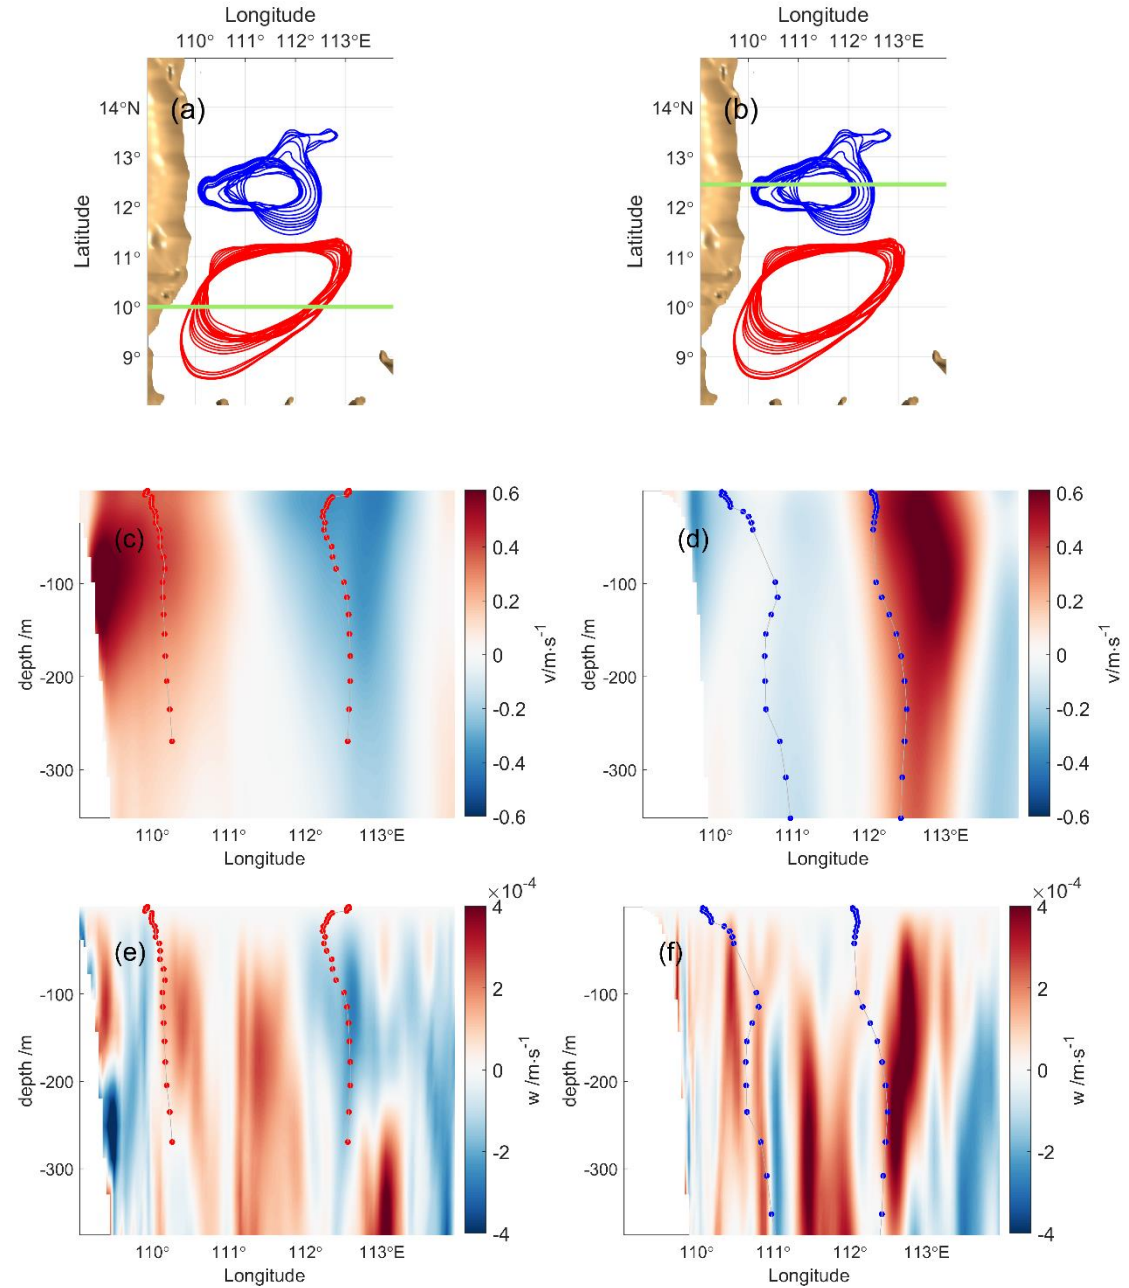 Longitude
110° 111° 112° 113°E
(a)
14°N
13°
12°
11°
10°
9°
Latitude
Longitude
110° 111° 112° 113°E
(b)
14°N
13°
12°
11°
10°
9°
Latitude
(c)
-100
-200
-300
depth /m
110° 111° 112° 113°E
Longitude
0.6
0.4
0.2
0
-0.2
-0.4
-0.6
v/m·s⁻¹
(d)
-100
-200
-300
depth /m
110° 111° 112° 113°E
Longitude
0.6
0.4
0.2
0
-0.2
-0.4
-0.6
v/m·s⁻¹
(e)
-100
-200
-300
depth /m
110° 111° 112° 113°E
Longitude
×10⁻⁴
4
2
0
-2
-4
w /m·s⁻¹
(f)
-100
-200
-300
depth /m
110° 111° 112° 113°E
Longitude
×10⁻⁴
4
2
0
-2
-4
w /m·s⁻¹